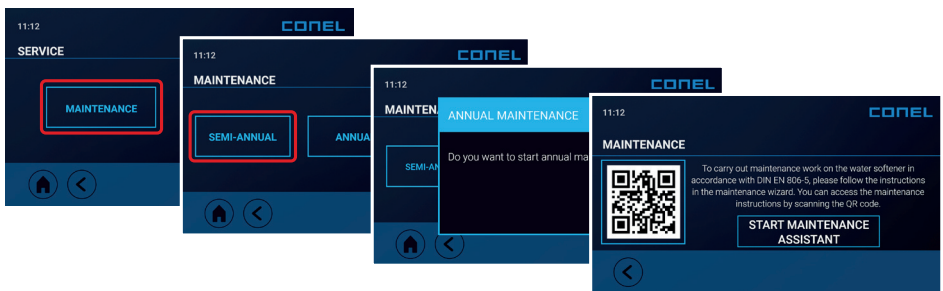 11:12
CONEL
SERVICE
MAINTENANCE
11:12
CONEL
MAINTENANCE
SEMI-ANNUAL
ANNUA
11:12
CONEL
MAINTEN
ANNUAL MAINTENANCE
Do you want to start annual ma
SEMI-AN
11:12
CONEL
MAINTENANCE
To carry out maintenance work on the water softener in
accordance with DIN EN 806-5, please follow the instructions
in the maintenance wizard. You can access the maintenance
instructions by scanning the QR code.
START MAINTENANCE
ASSISTANT